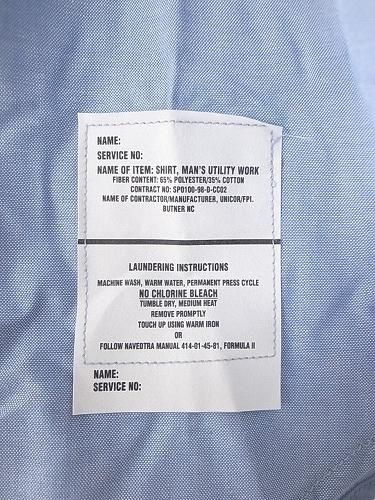 NAME:
SERVICE NO:
NAME OF ITEM: SHIRT, MAN'S UTILITY WORK
FIBER CONTENT: 65% POLYESTER/35% COTTON
CONTRACT NO: SPO100-98-D-CC02
NAME OF CONTRACTOR/MANUFACTURER, UNICOR/FPI.
BUTNER NC
LAUNDERING INSTRUCTIONS
MACHINE WASH, WARM WATER, PERMANENT PRESS CYCLE
NO CHLORINE BLEACH
TUMBLE DRY, MEDIUM HEAT
REMOVE PROMPTLY
TOUCH UP USING WARM IRON
OR
FOLLOW NAVEDTRA MANUAL 414-01-45-81, FORMULA II
NAME:
SERVICE NO: